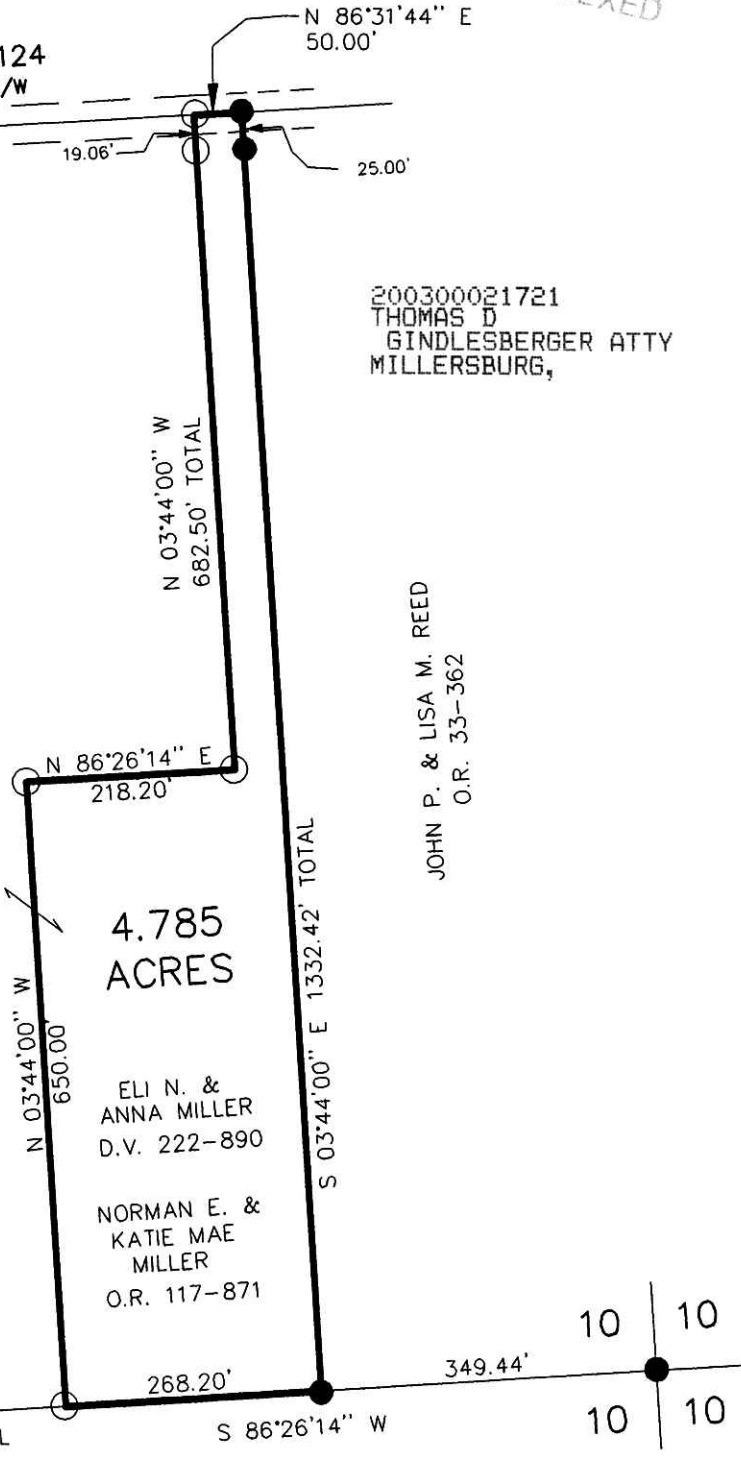 N 86°31'44" E
50.00'
124
/W
19.06'
25.00'
200300021721
THOMAS D
GINDLESBERGER ATTY
MILLERSBURG,
N 03°44'00" W
682.50' TOTAL
JOHN P. & LISA M. REED
O.R. 33-362
N 86°26'14" E
218.20'
4.785
ACRES
S 03°44'00" E 1332.42' TOTAL
N 03°44'00" W
650.00'
ELI N. &
ANNA MILLER
D.V. 222-890
NORMAN E. &
KATIE MAE
MILLER
O.R. 117-871
10 10
268.20'
349.44'
S 86°26'14" W
10 10